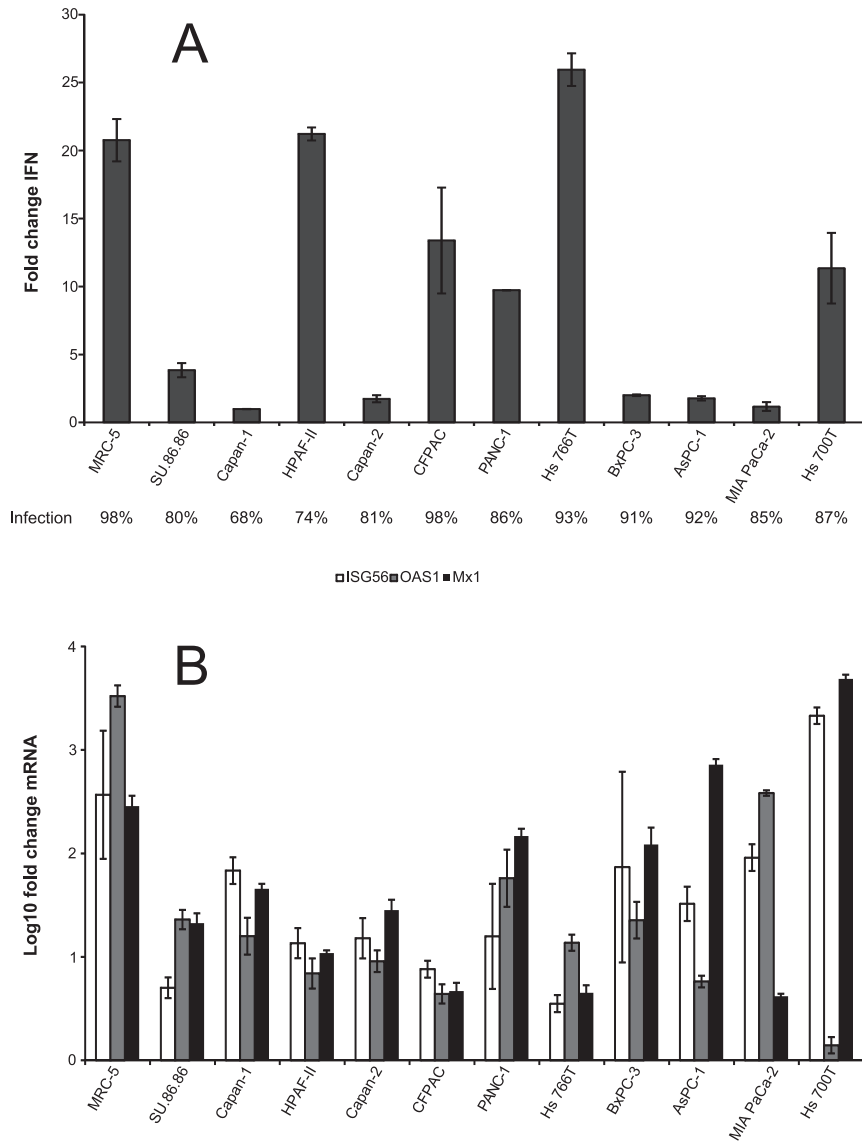 A
30
25
20
15
10
5
0
Fold change IFN
MRC-5 SU.86.86 Capan-1 HPAF-II Capan-2 CFPAC PANC-1 Hs 766T BxPC-3 AsPC-1 MIA PaCa-2 Hs 700T
Infection 98% 80% 68% 74% 81% 98% 86% 93% 91% 92% 85% 87%
ISG56 OAS1 Mx1
B
4
3
2
1
0
Log10 fold change mRNA
MRC-5 SU.86.86 Capan-1 HPAF-II Capan-2 CFPAC PANC-1 Hs 766T BxPC-3 AsPC-1 MIA PaCa-2 Hs 700T